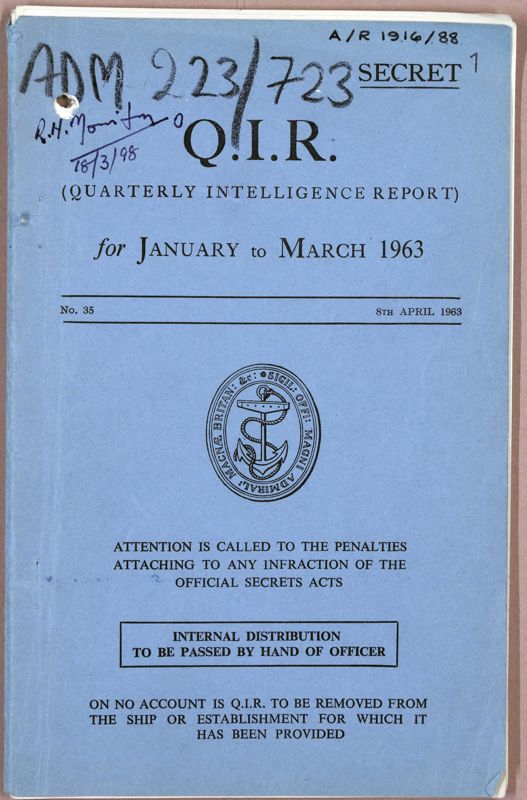 A/R 1916/88
ADM 223/723
SECRET 1
R.H.
18/3/98
Q.I.R.
(QUARTERLY INTELLIGENCE REPORT)
for JANUARY to MARCH 1963
No. 35 8TH APRIL 1963
SIGIL: OFFI: MAGNI ADMIRAL: MAGNÆ BRITAN: &c:
ATTENTION IS CALLED TO THE PENALTIES
ATTACHING TO ANY INFRACTION OF THE
OFFICIAL SECRETS ACTS
INTERNAL DISTRIBUTION
TO BE PASSED BY HAND OF OFFICER
ON NO ACCOUNT IS Q.I.R. TO BE REMOVED FROM
THE SHIP OR ESTABLISHMENT FOR WHICH IT
HAS BEEN PROVIDED